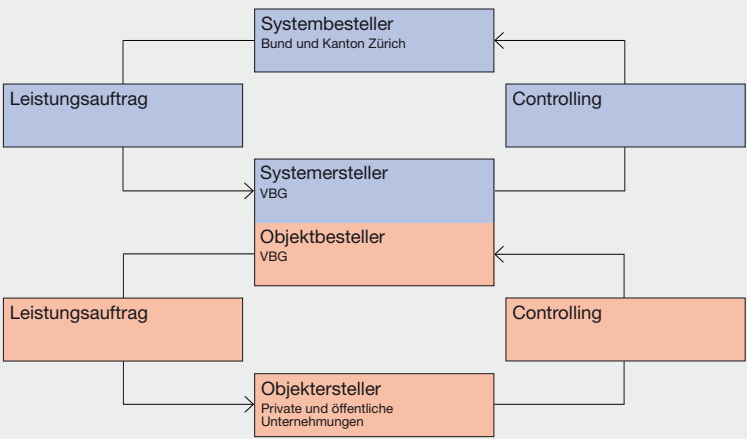 Systembesteller
Bund und Kanton Zürich
Leistungsauftrag
Controlling
Systemersteller
VBG
Objektbesteller
VBG
Leistungsauftrag
Controlling
Objektersteller
Private und öffentliche
Unternehmungen